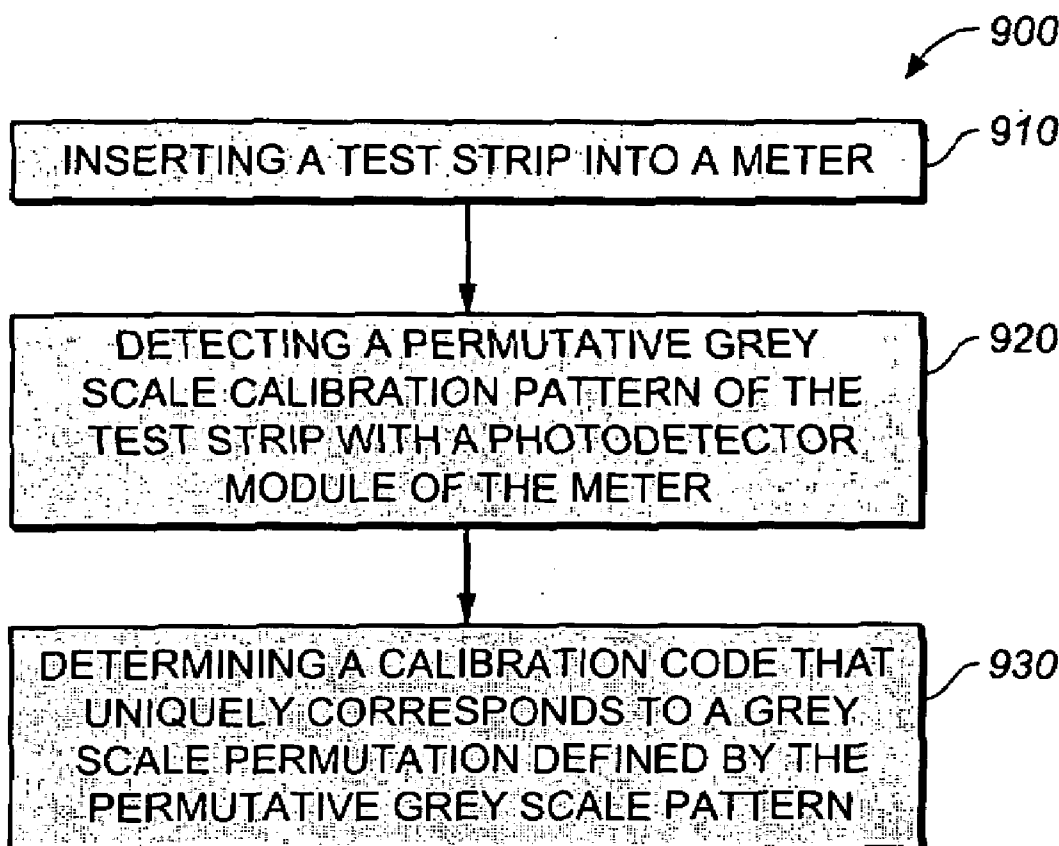 900
INSERTING A TEST STRIP INTO A METER
910
DETECTING A PERMUTATIVE GREY
SCALE CALIBRATION PATTERN OF THE
TEST STRIP WITH A PHOTODETECTOR
MODULE OF THE METER
920
DETERMINING A CALIBRATION CODE THAT
UNIQUELY CORRESPONDS TO A GREY
SCALE PERMUTATION DEFINED BY THE
PERMUTATIVE GREY SCALE PATTERN
930